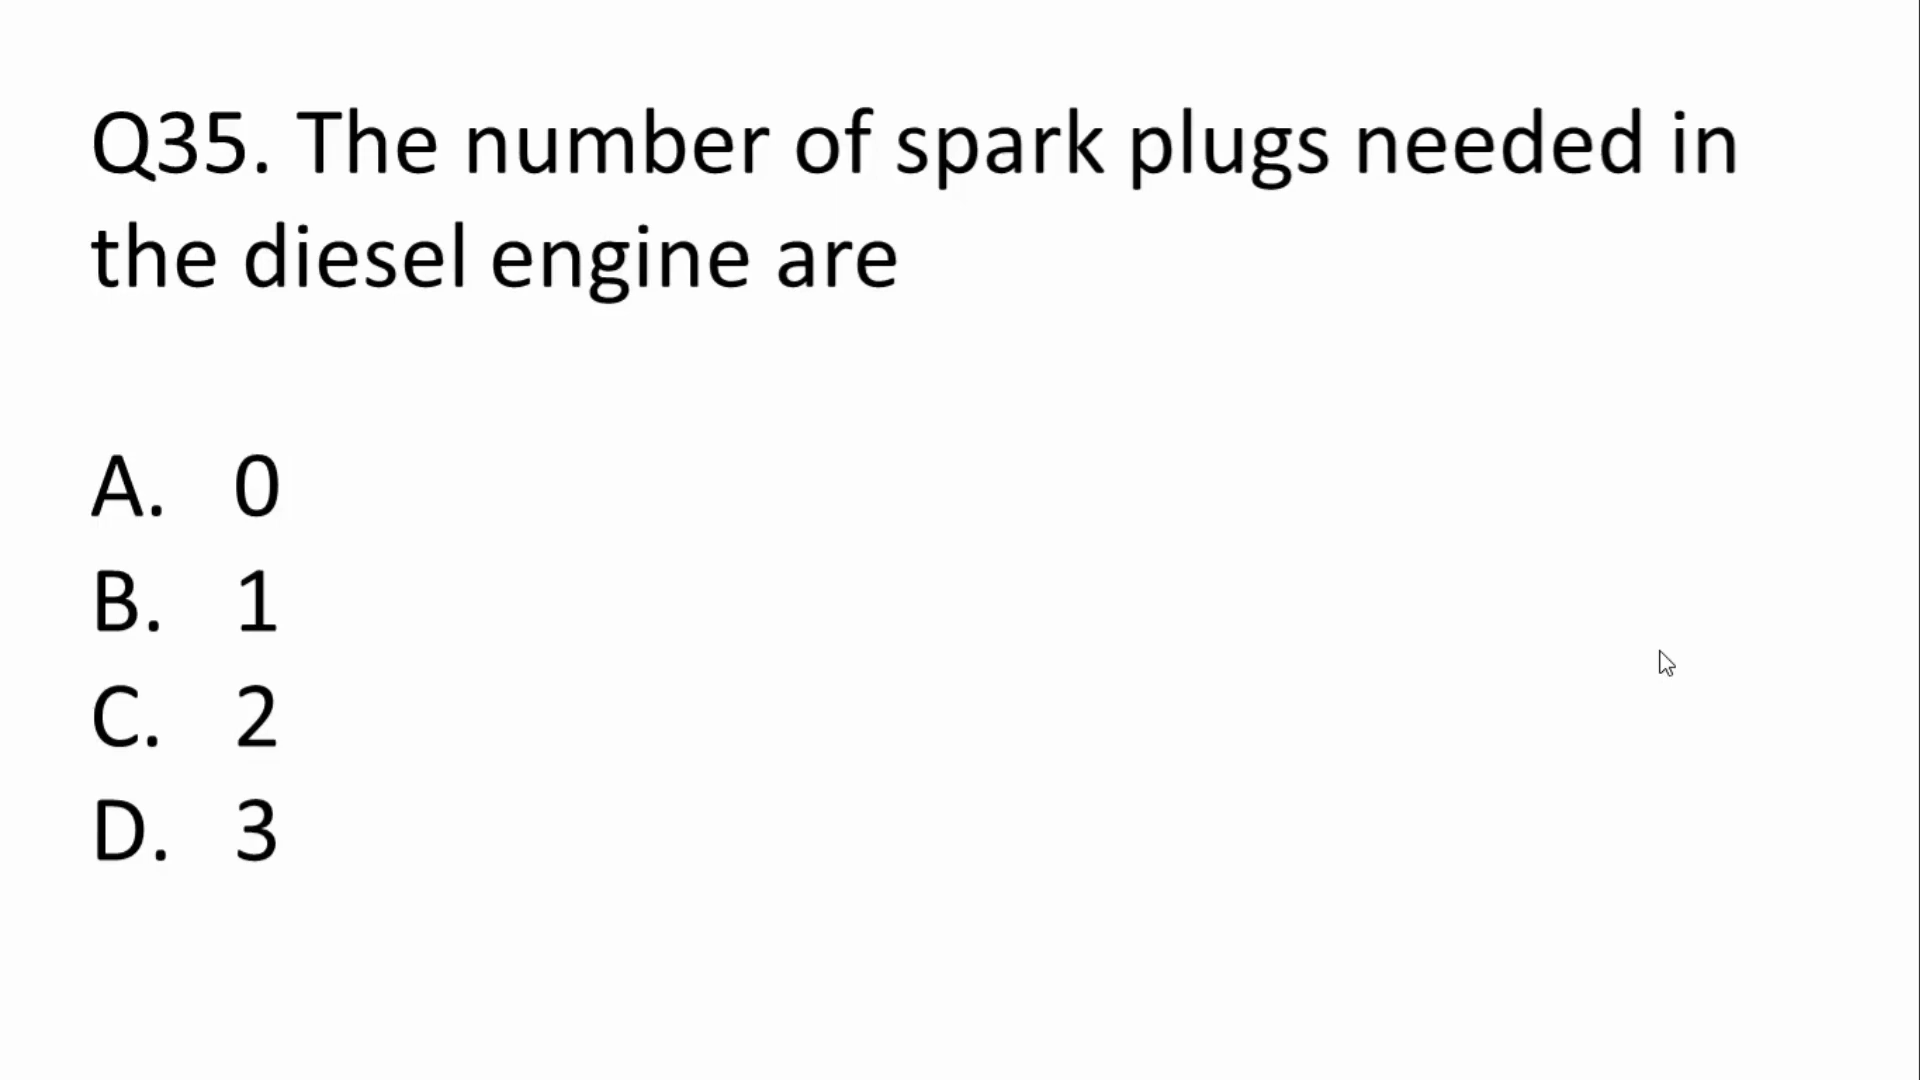 Q35. The number of spark plugs needed in
the diesel engine are
A. 0
B. 1
C. 2
D. 3